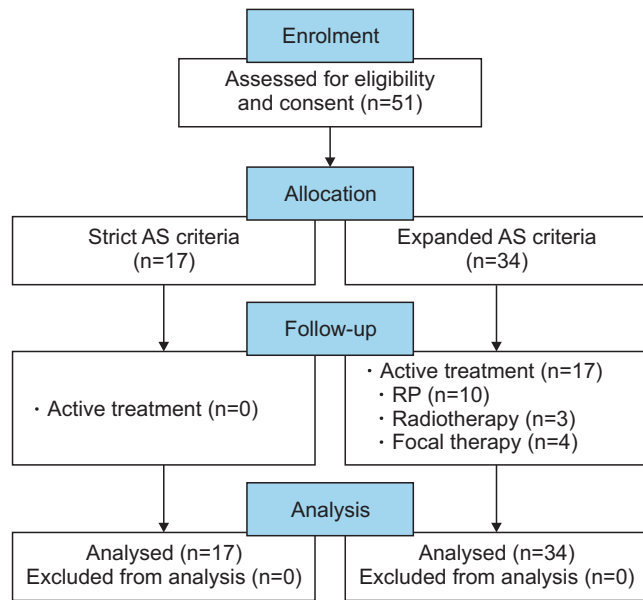 Enrolment
Assessed for eligibility
and consent (n=51)
Allocation
Strict AS criteria
(n=17)
Expanded AS criteria
(n=34)
Follow-up
· Active treatment (n=0)
· Active treatment (n=17)
· RP (n=10)
· Radiotherapy (n=3)
· Focal therapy (n=4)
Analysis
Analysed (n=17)
Excluded from analysis (n=0)
Analysed (n=34)
Excluded from analysis (n=0)